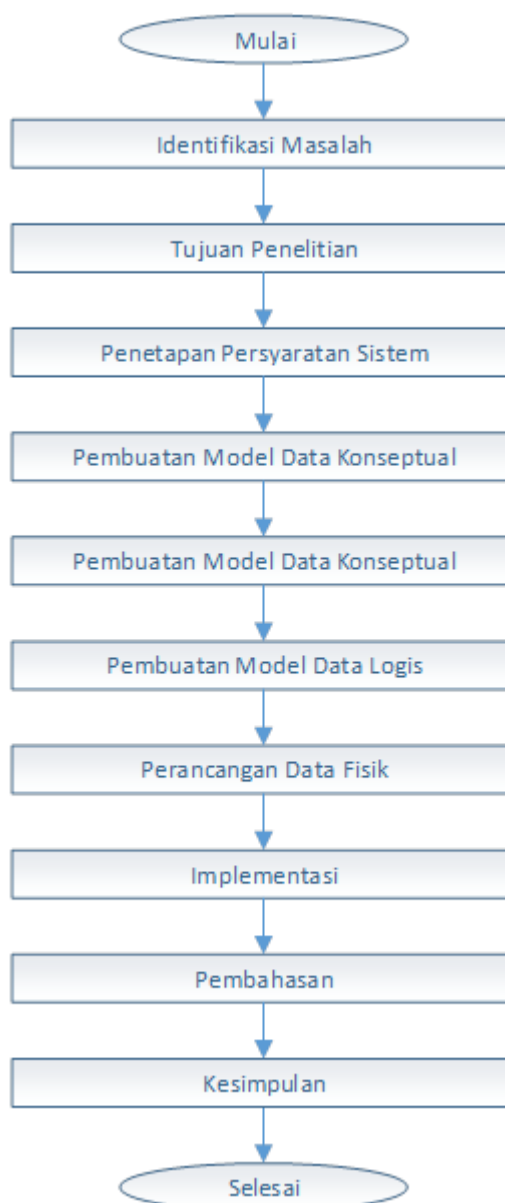 Mulai
Identifikasi Masalah
Tujuan Penelitian
Penetapan Persyaratan Sistem
Pembuatan Model Data Konseptual
Pembuatan Model Data Konseptual
Pembuatan Model Data Logis
Perancangan Data Fisik
Implementasi
Pembahasan
Kesimpulan
Selesai